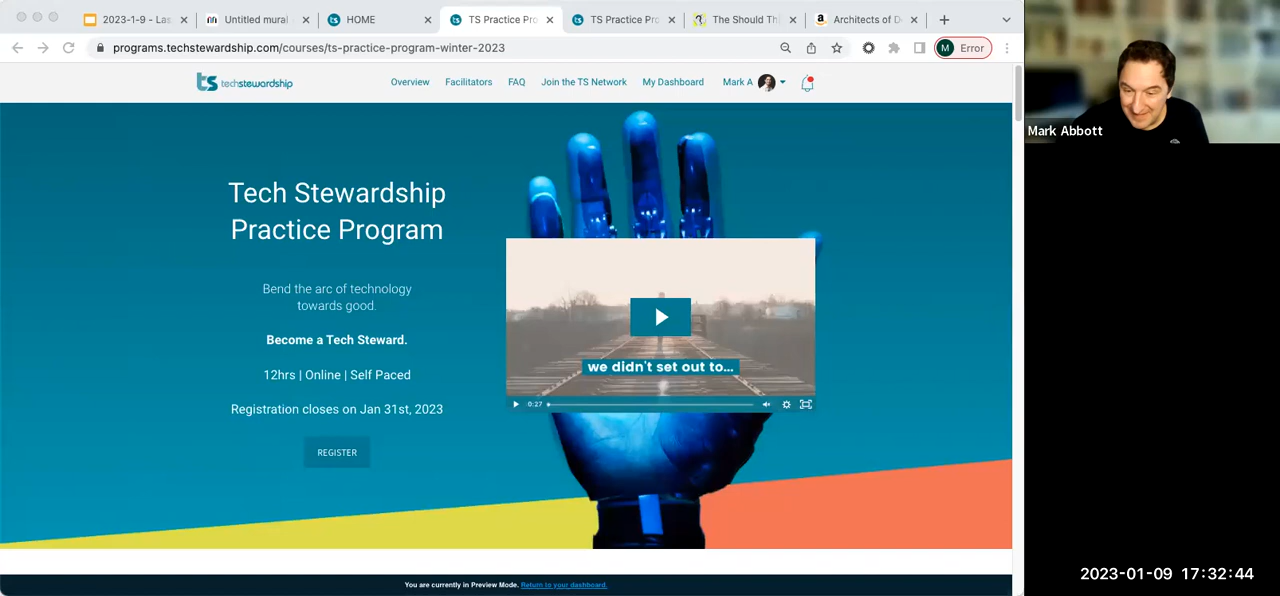 2023-1-9 - Las
Untitled mural
HOME
TS Practice Pro
TS Practice Pro
The Should Thi
Architects of D
programs.techstewardship.com/courses/ts-practice-program-winter-2023
M Error
ts techstewardship
Overview
Facilitators
FAQ
Join the TS Network
My Dashboard
Mark A
Tech Stewardship
Practice Program
Bend the arc of technology
towards good.
Become a Tech Steward.
12hrs | Online | Self Paced
Registration closes on Jan 31st, 2023
REGISTER
we didn't set out to...
0:27
You are currently in Preview Mode. Return to your dashboard.
Mark Abbott
2023-01-09 17:32:44